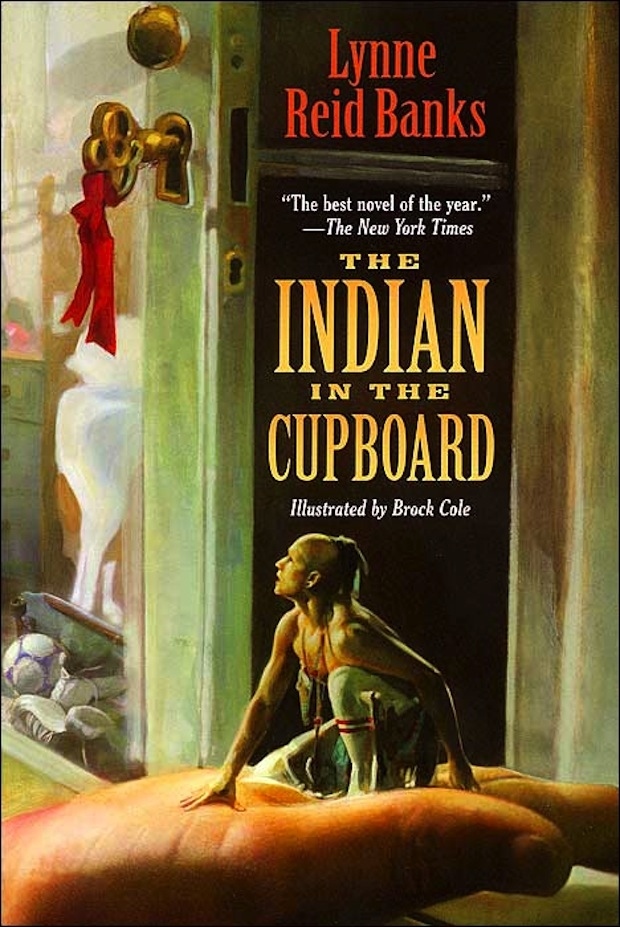 Lynne
Reid Banks
“The best novel of the year.”
—The New York Times
THE
INDIAN
IN THE
CUPBOARD
Illustrated by Brock Cole